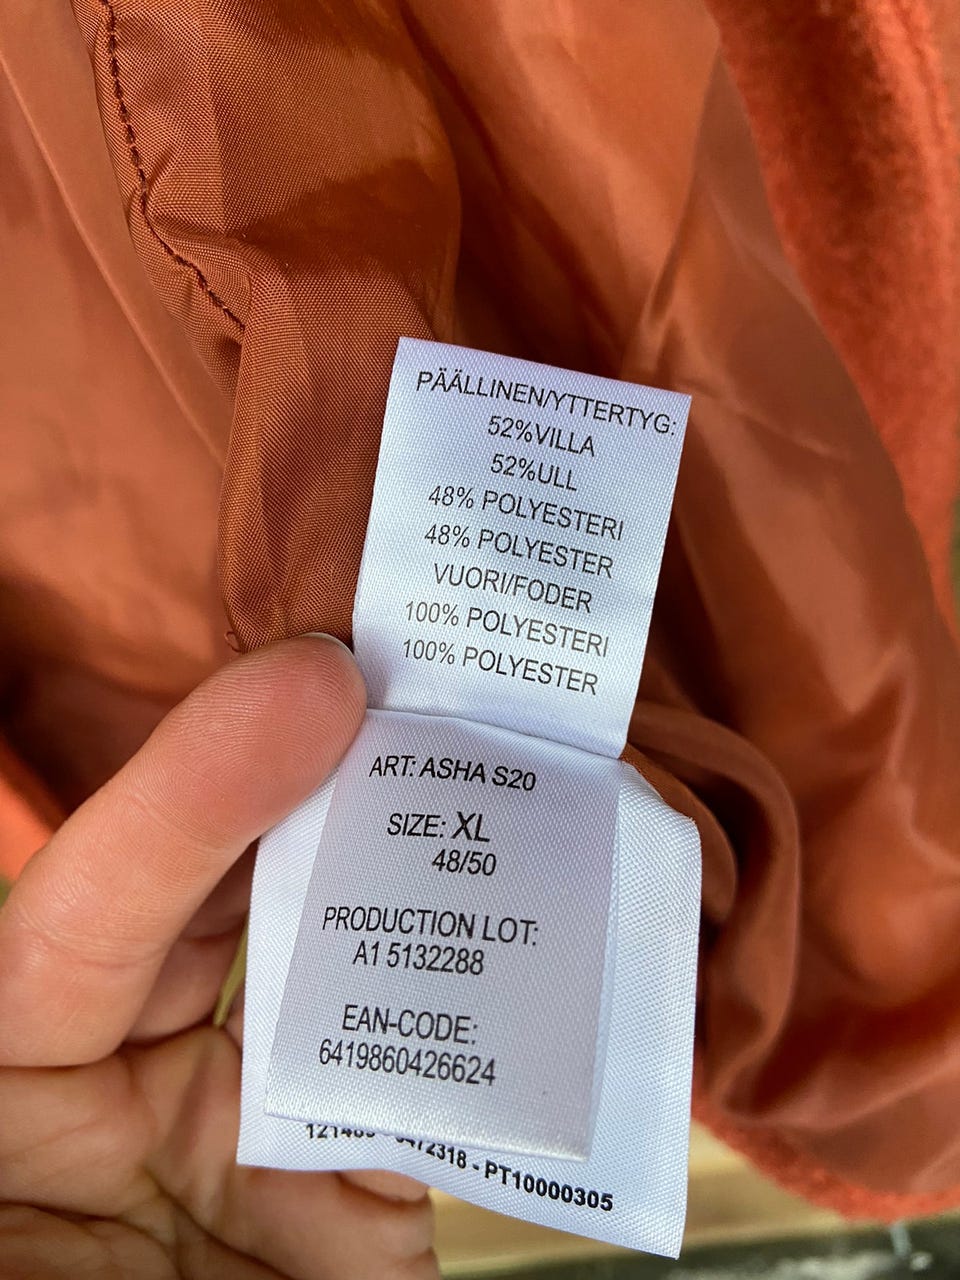 PÄÄLLINEN/YTTERTYG:
52%VILLA
52%ULL
48% POLYESTERI
48% POLYESTER
VUORI/FODER
100% POLYESTERI
100% POLYESTER
ART: ASHA S20
SIZE: XL
48/50
PRODUCTION LOT:
A1 5132288
EAN-CODE:
6419860426624
- PT10000305